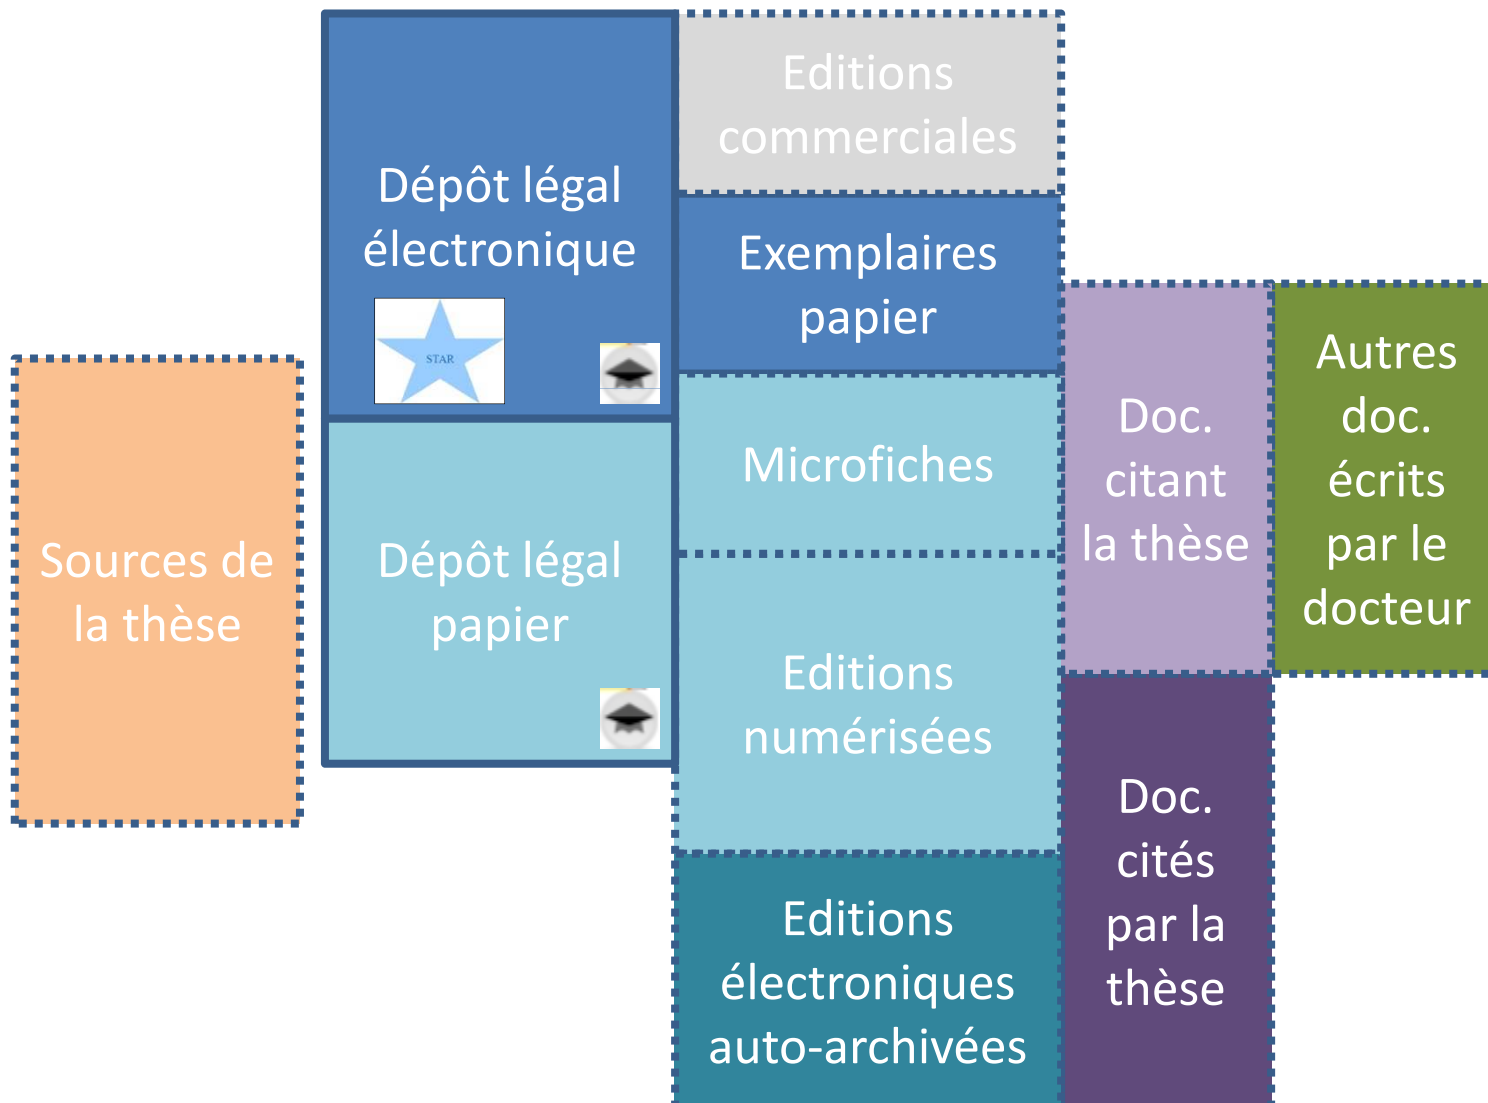 Sources de
la thèse
Dépôt légal
électronique
STAR
Dépôt légal
papier
Editions
commerciales
Exemplaires
papier
Microfiches
Editions
numérisées
Editions
électroniques
auto-archivées
Doc.
citant
la thèse
Doc.
cités
par la
thèse
Autres
doc.
écrits
par le
docteur